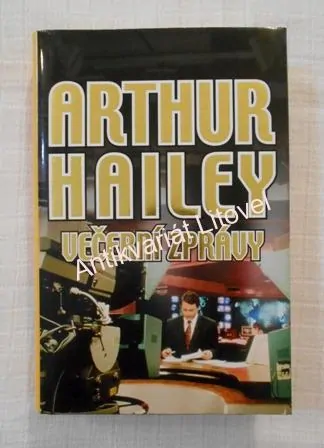 ARTHUR
HAILEY
VEČERNÍ ZPRÁVY
Antikvariát Litovel